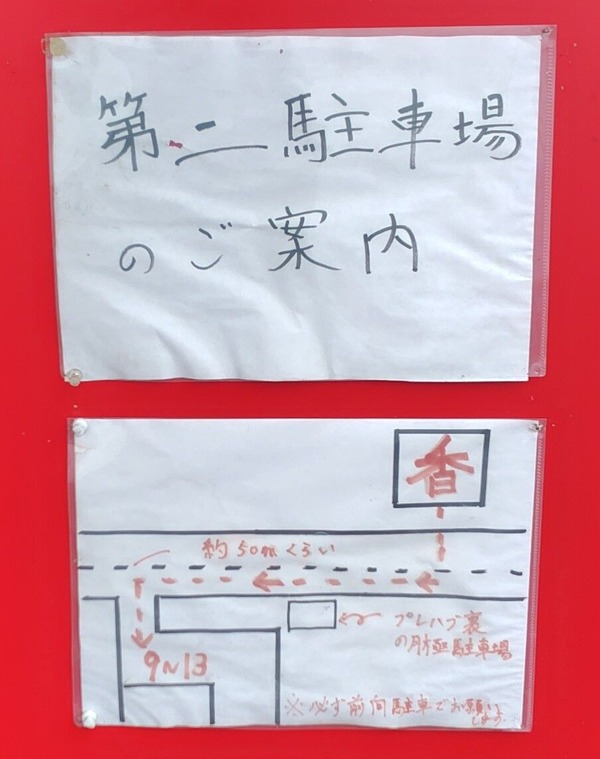 第二駐車場
のご案内
香
約50mくらい
プレハブ裏
の月極駐車場
9~13
※必ず前向駐車でお願い
します。